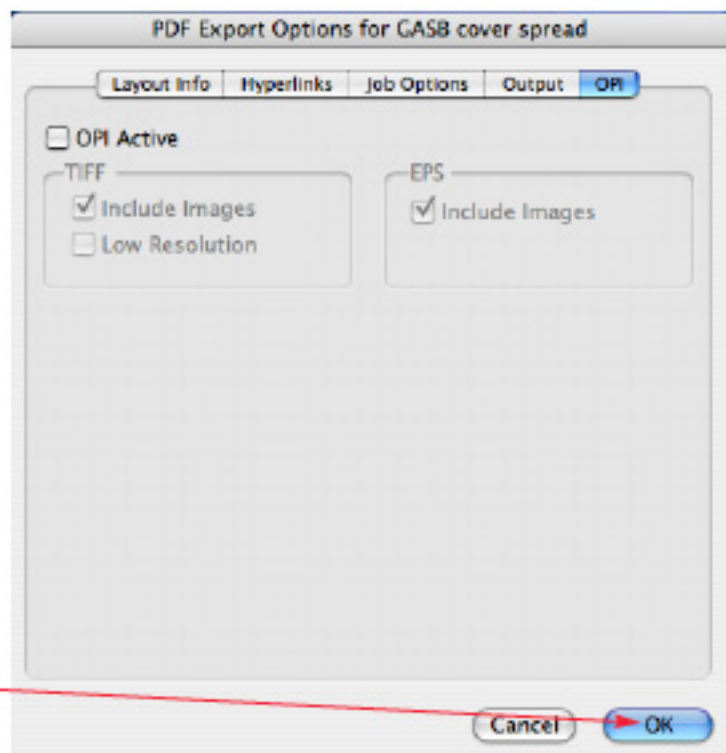 PDF Export Options for GASB cover spread
Layout Info Hyperlinks Job Options Output OPI
OPI Active
TIFF
Include Images
Low Resolution
EPS
Include Images
Cancel OK